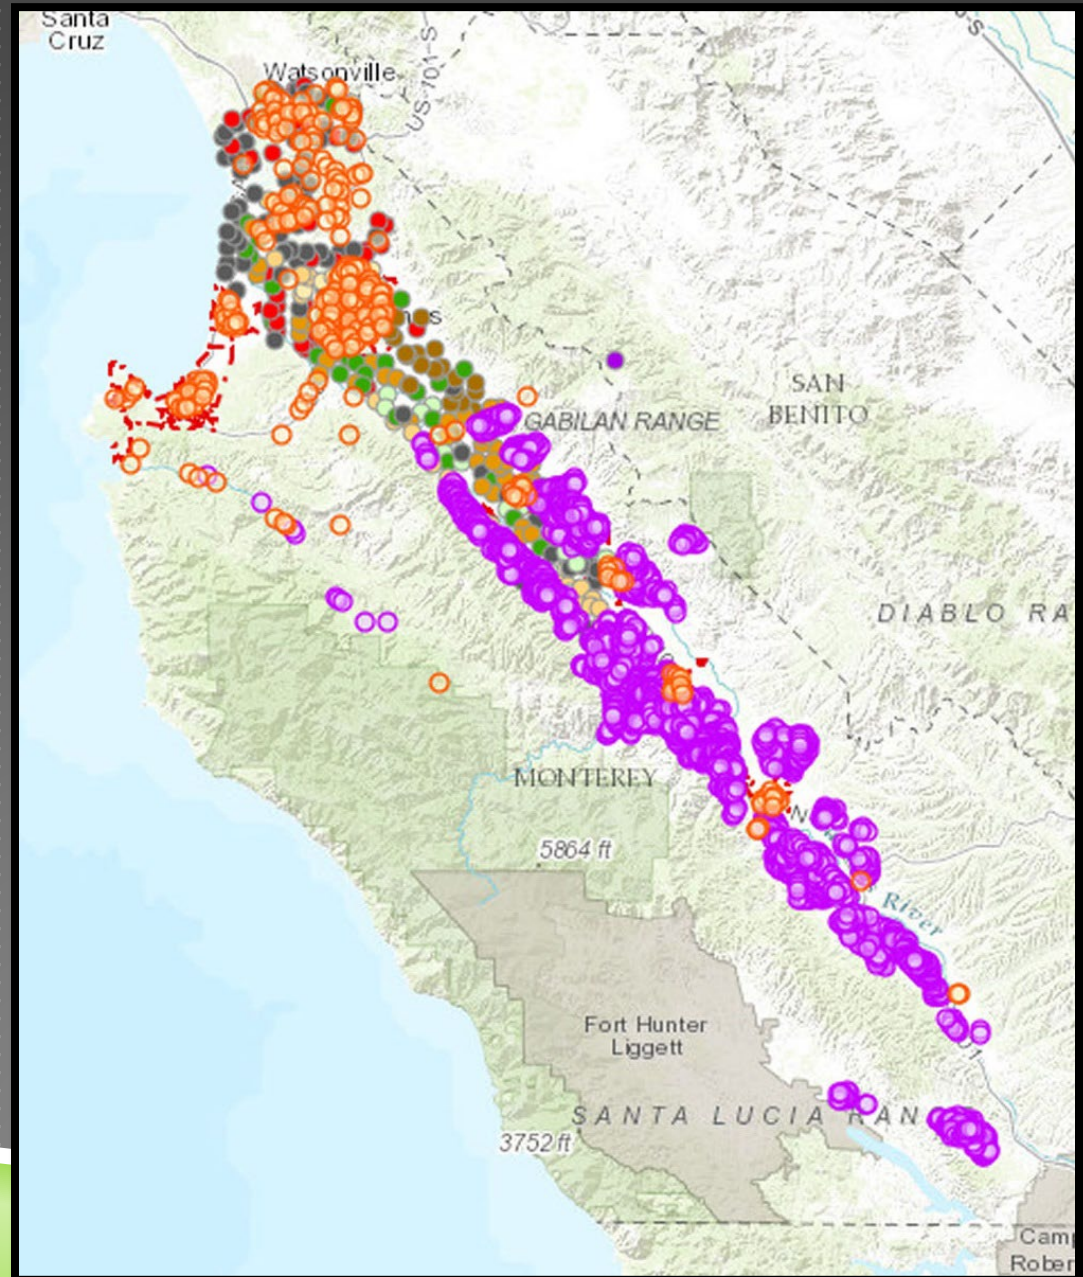 Santa
Cruz
Watsonville
US-101-S
SAN
BENITO
GABILAN RANGE
DIABLO RA
MONTEREY
5864 ft
River
Fort Hunter
Liggett
SANTA LUCIA RAN
3752 ft
Camp
Rober